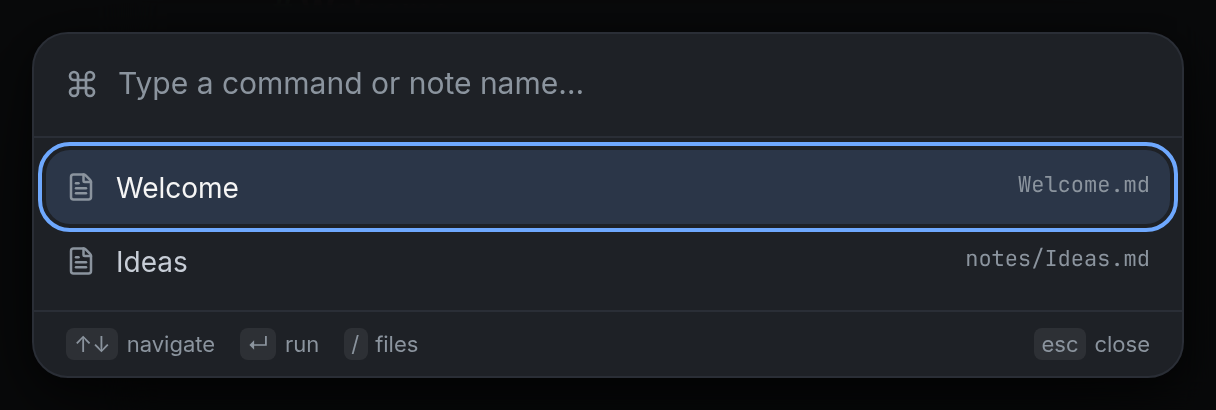 ⌘ Type a command or note name...
Welcome Welcome.md
Ideas notes/Ideas.md
↑↓ navigate ↵ run / files esc close